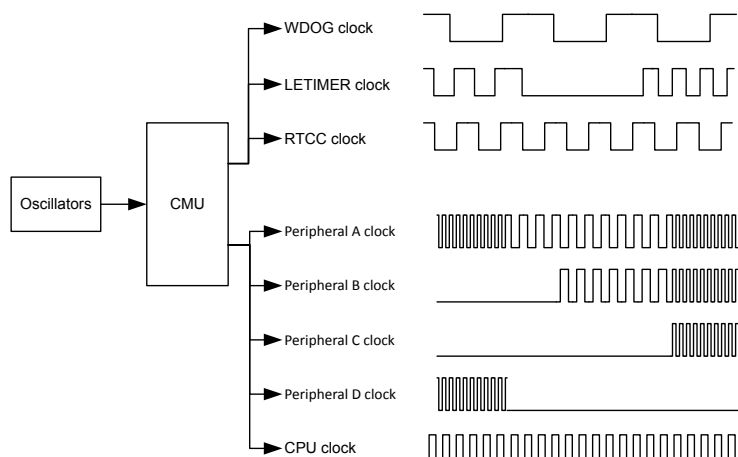 WDOG clock
LETIMER clock
RTCC clock
Oscillators
CMU
Peripheral A clock
Peripheral B clock
Peripheral C clock
Peripheral D clock
CPU clock